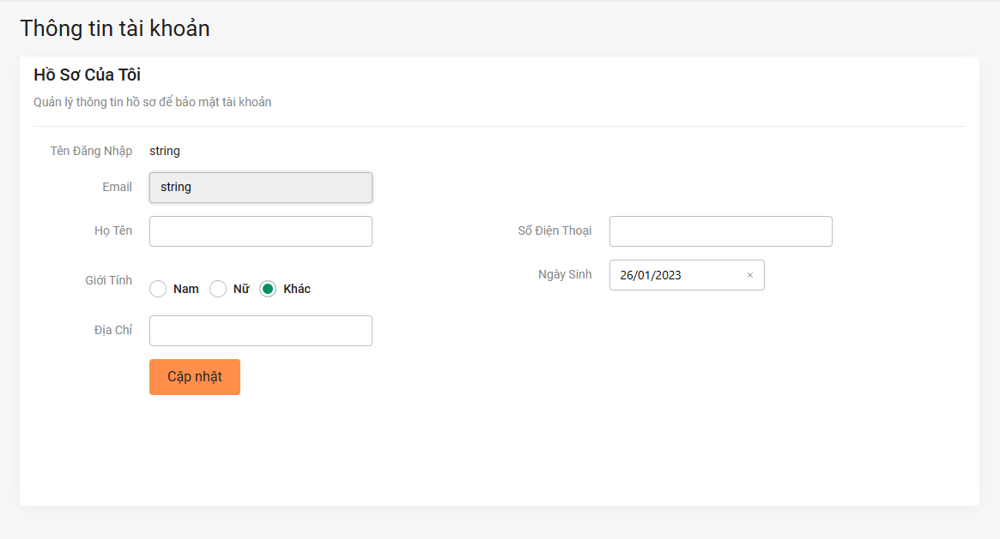 Thông tin tài khoản
Hồ Sơ Của Tôi
Quản lý thông tin hồ sơ để bảo mật tài khoản
Tên Đăng Nhập string
Email string
Họ Tên Số Điện Thoại
Giới Tính Nam Nữ Khác Ngày Sinh 26/01/2023 ×
Địa Chỉ
Cập nhật